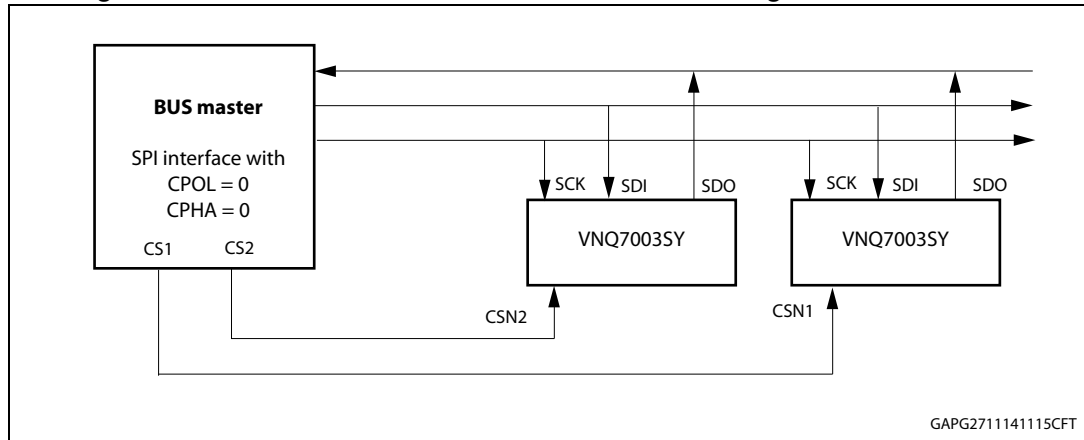 BUS master
SPI interface with
CPOL = 0
CPHA = 0
CS1 CS2
SCK SDI SDO
VNQ7003SY
CSN2
SCK SDI SDO
VNQ7003SY
CSN1
GAPG2711141115CFT